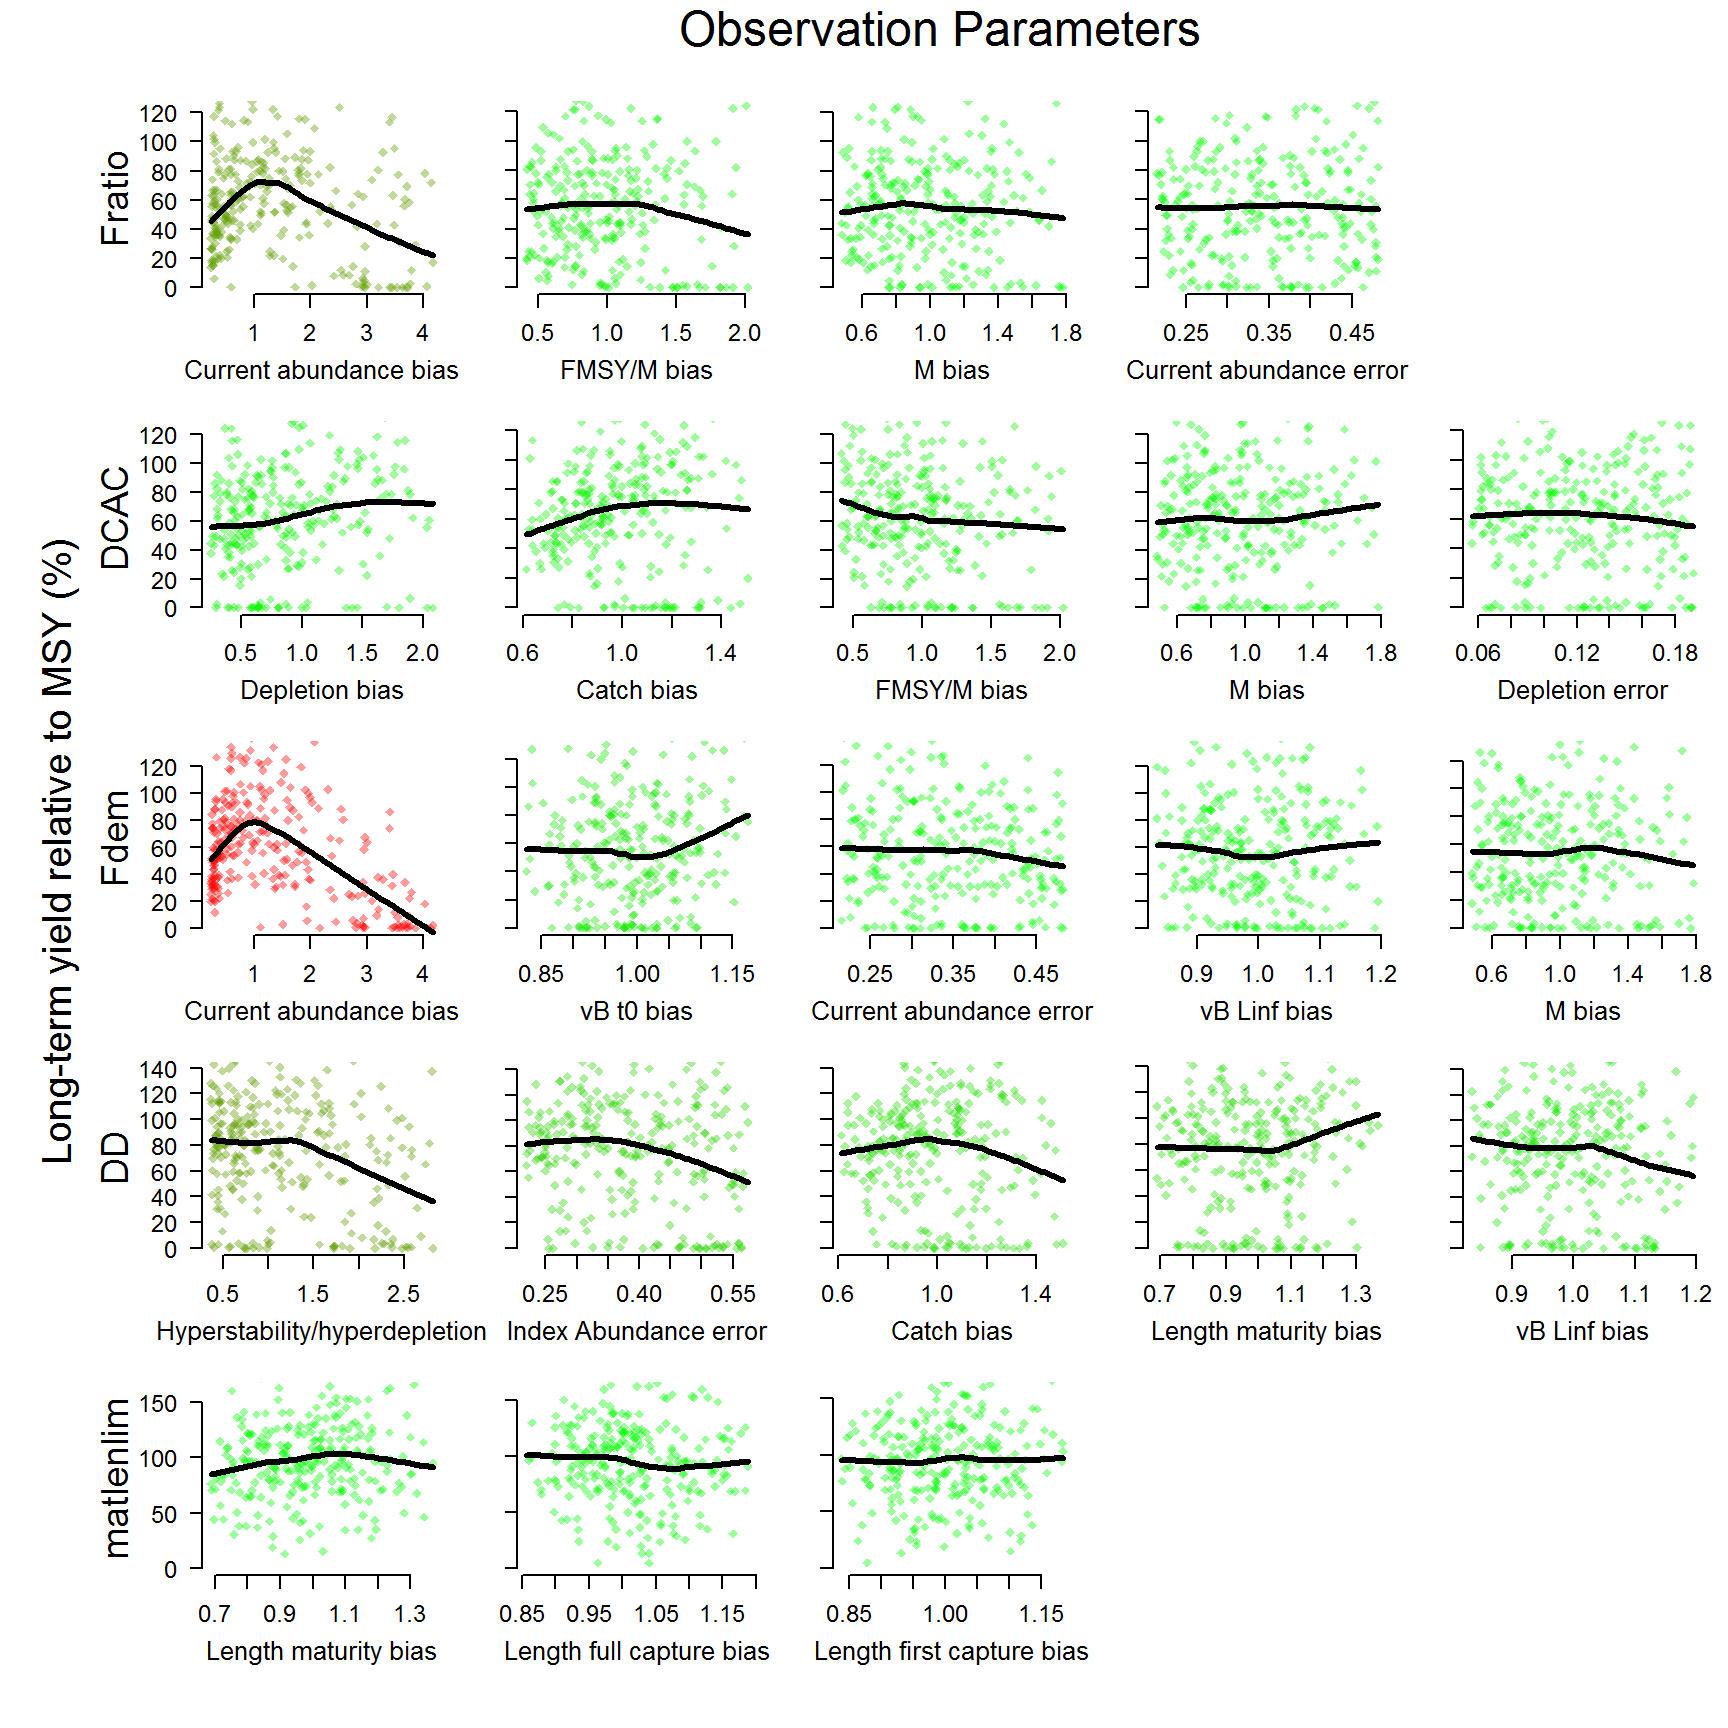 Observation Parameters
Long-term yield relative to MSY (%)
Fratio
120
100
80
60
40
20
0
1 2 3 4
Current abundance bias
0.5 1.0 1.5 2.0
FMSY/M bias
0.6 1.0 1.4 1.8
M bias
0.25 0.35 0.45
Current abundance error
DCAC
120
100
80
60
40
20
0
0.5 1.0 1.5 2.0
Depletion bias
0.6 1.0 1.4
Catch bias
0.5 1.0 1.5 2.0
FMSY/M bias
0.6 1.0 1.4 1.8
M bias
0.06 0.12 0.18
Depletion error
Fdem
120
100
80
60
40
20
0
1 2 3 4
Current abundance bias
0.85 1.00 1.15
vB t0 bias
0.25 0.35 0.45
Current abundance error
0.9 1.0 1.1 1.2
vB Linf bias
0.6 1.0 1.4 1.8
M bias
DD
140
120
100
80
60
40
20
0
0.5 1.5 2.5
Hyperstability/hyperdepletion
0.25 0.40 0.55
Index Abundance error
0.6 1.0 1.4
Catch bias
0.7 0.9 1.1 1.3
Length maturity bias
0.9 1.0 1.1 1.2
vB Linf bias
matlenlim
150
100
50
0
0.7 0.9 1.1 1.3
Length maturity bias
0.85 0.95 1.05 1.15
Length full capture bias
0.85 1.00 1.15
Length first capture bias